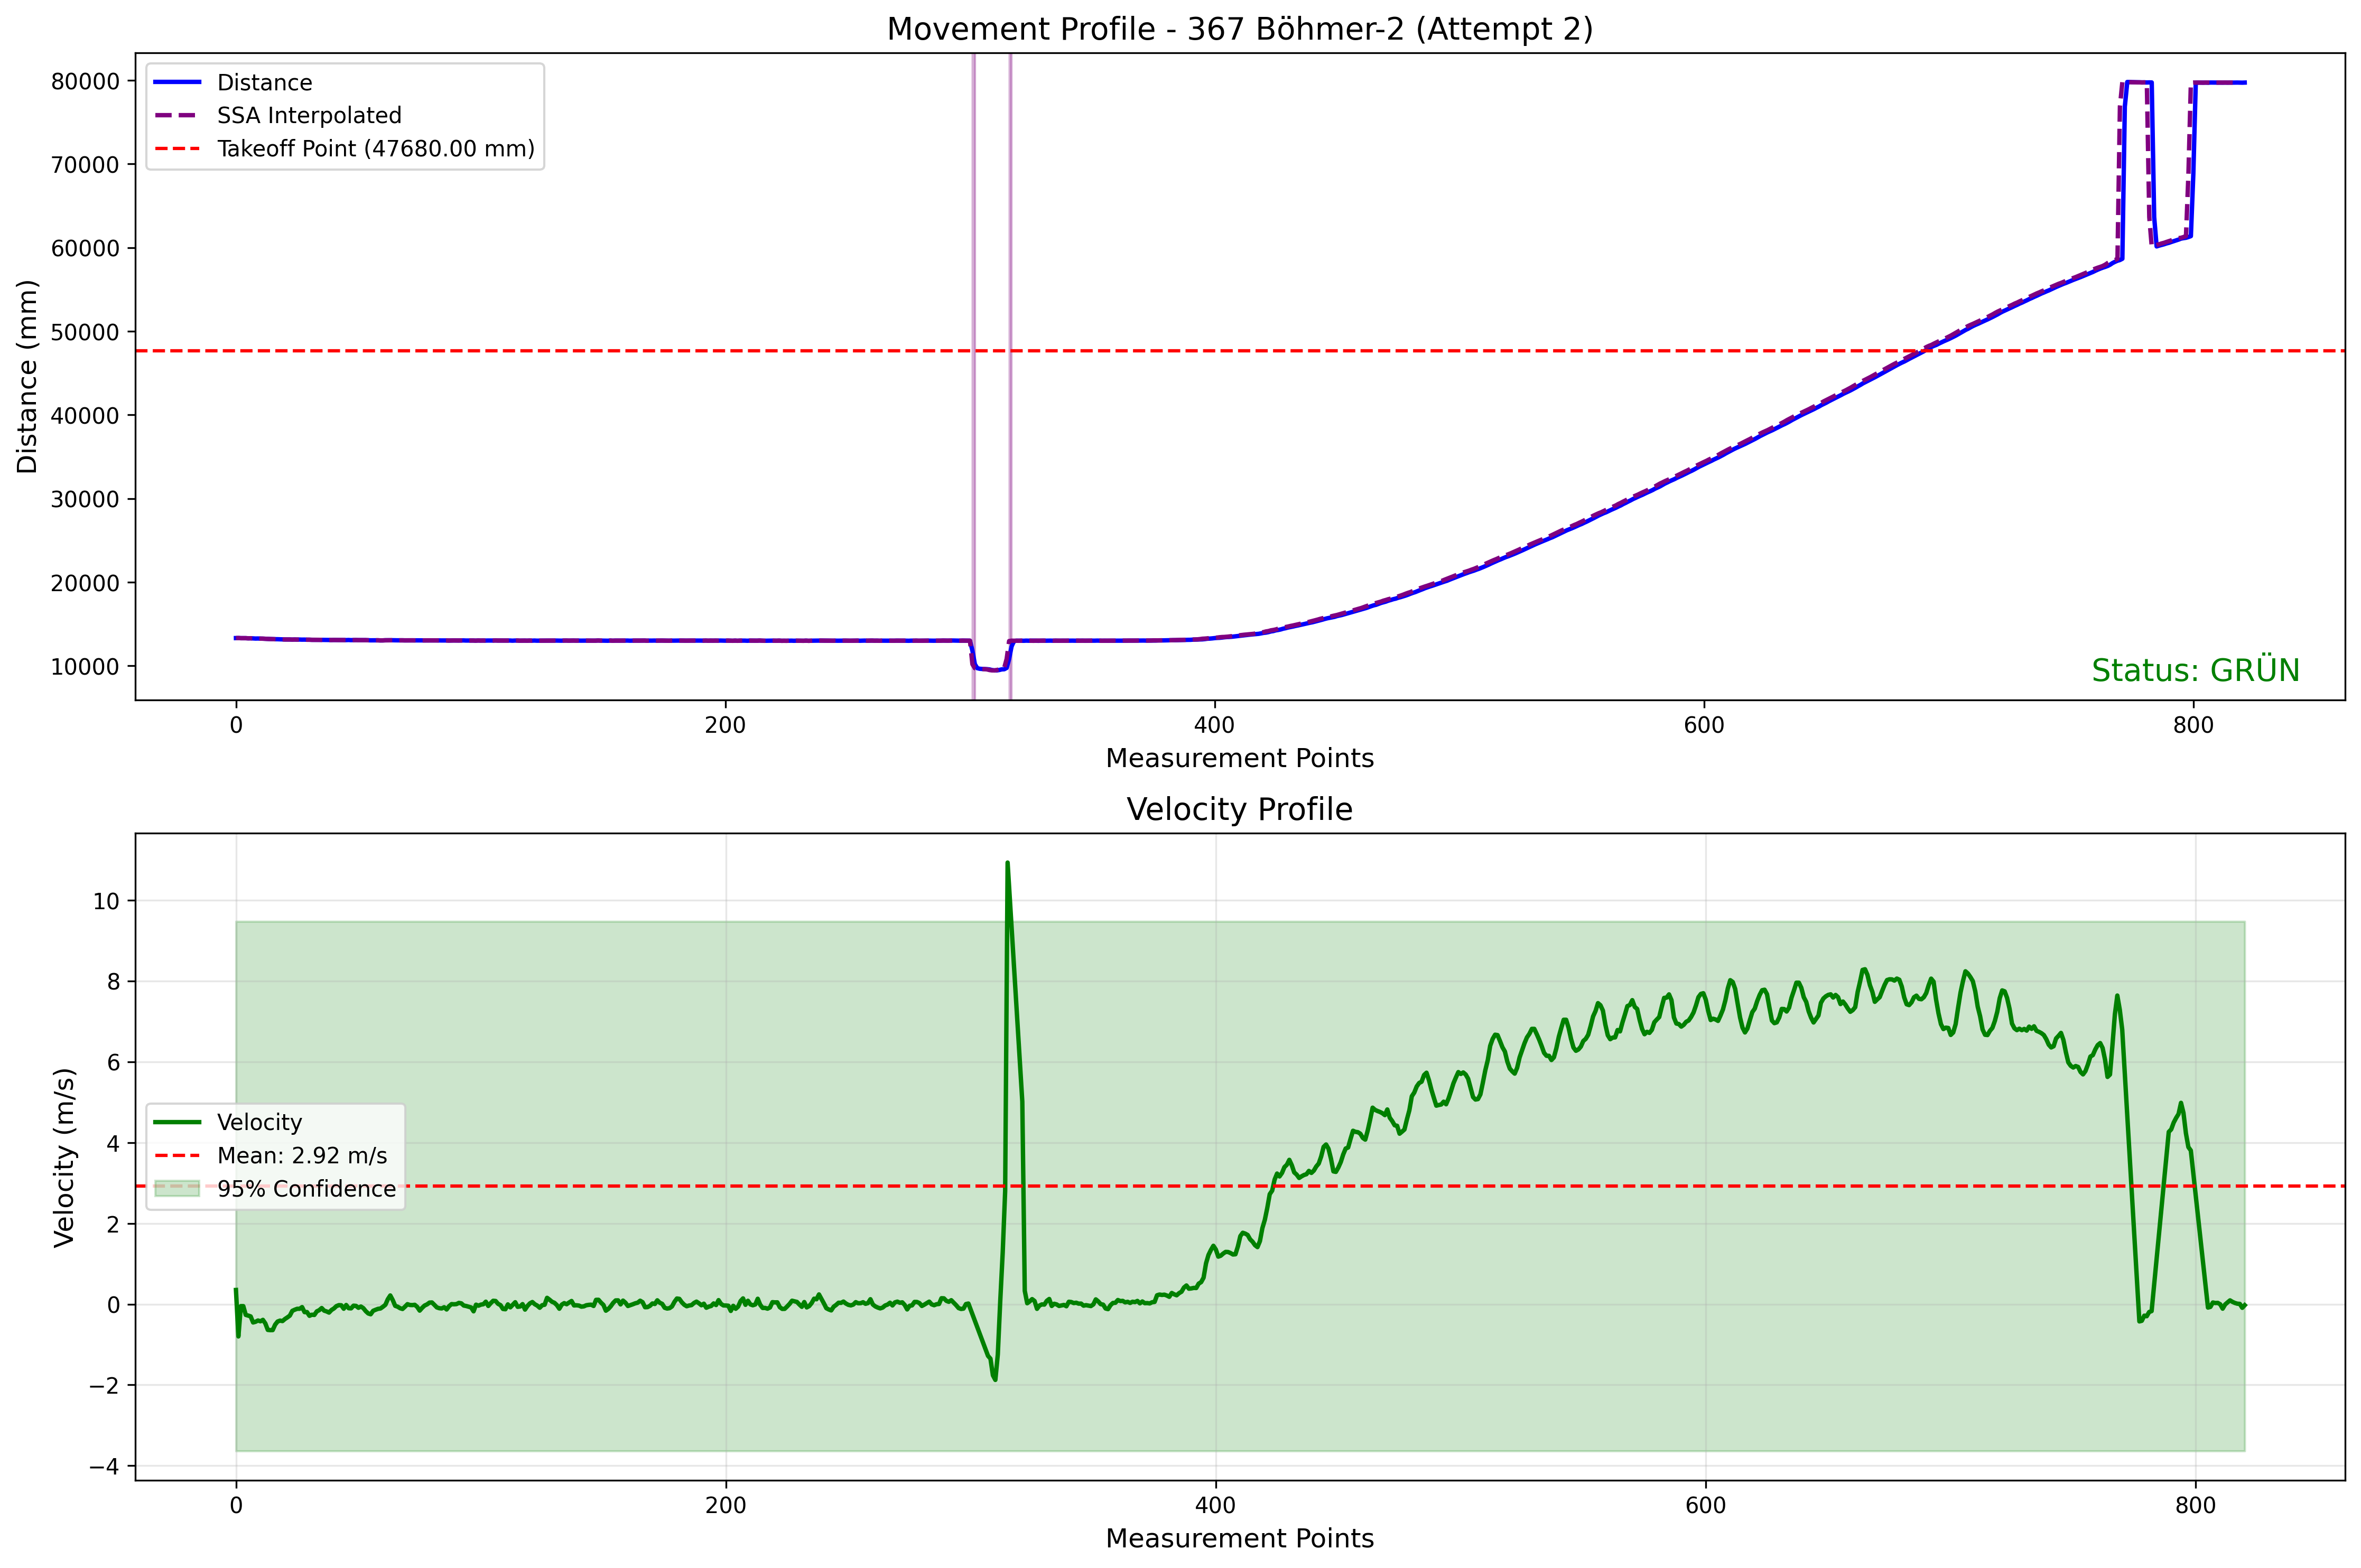 Movement Profile - 367 Böhmer-2 (Attempt 2)
Distance
SSA Interpolated
Takeoff Point (47680.00 mm)
Distance (mm)
80000
70000
60000
50000
40000
30000
20000
10000
Status: GRÜN
0 200 400 600 800
Measurement Points
Velocity Profile
Velocity (m/s)
10
8
6
4
2
0
−2
−4
Velocity
Mean: 2.92 m/s
95% Confidence
0 200 400 600 800
Measurement Points